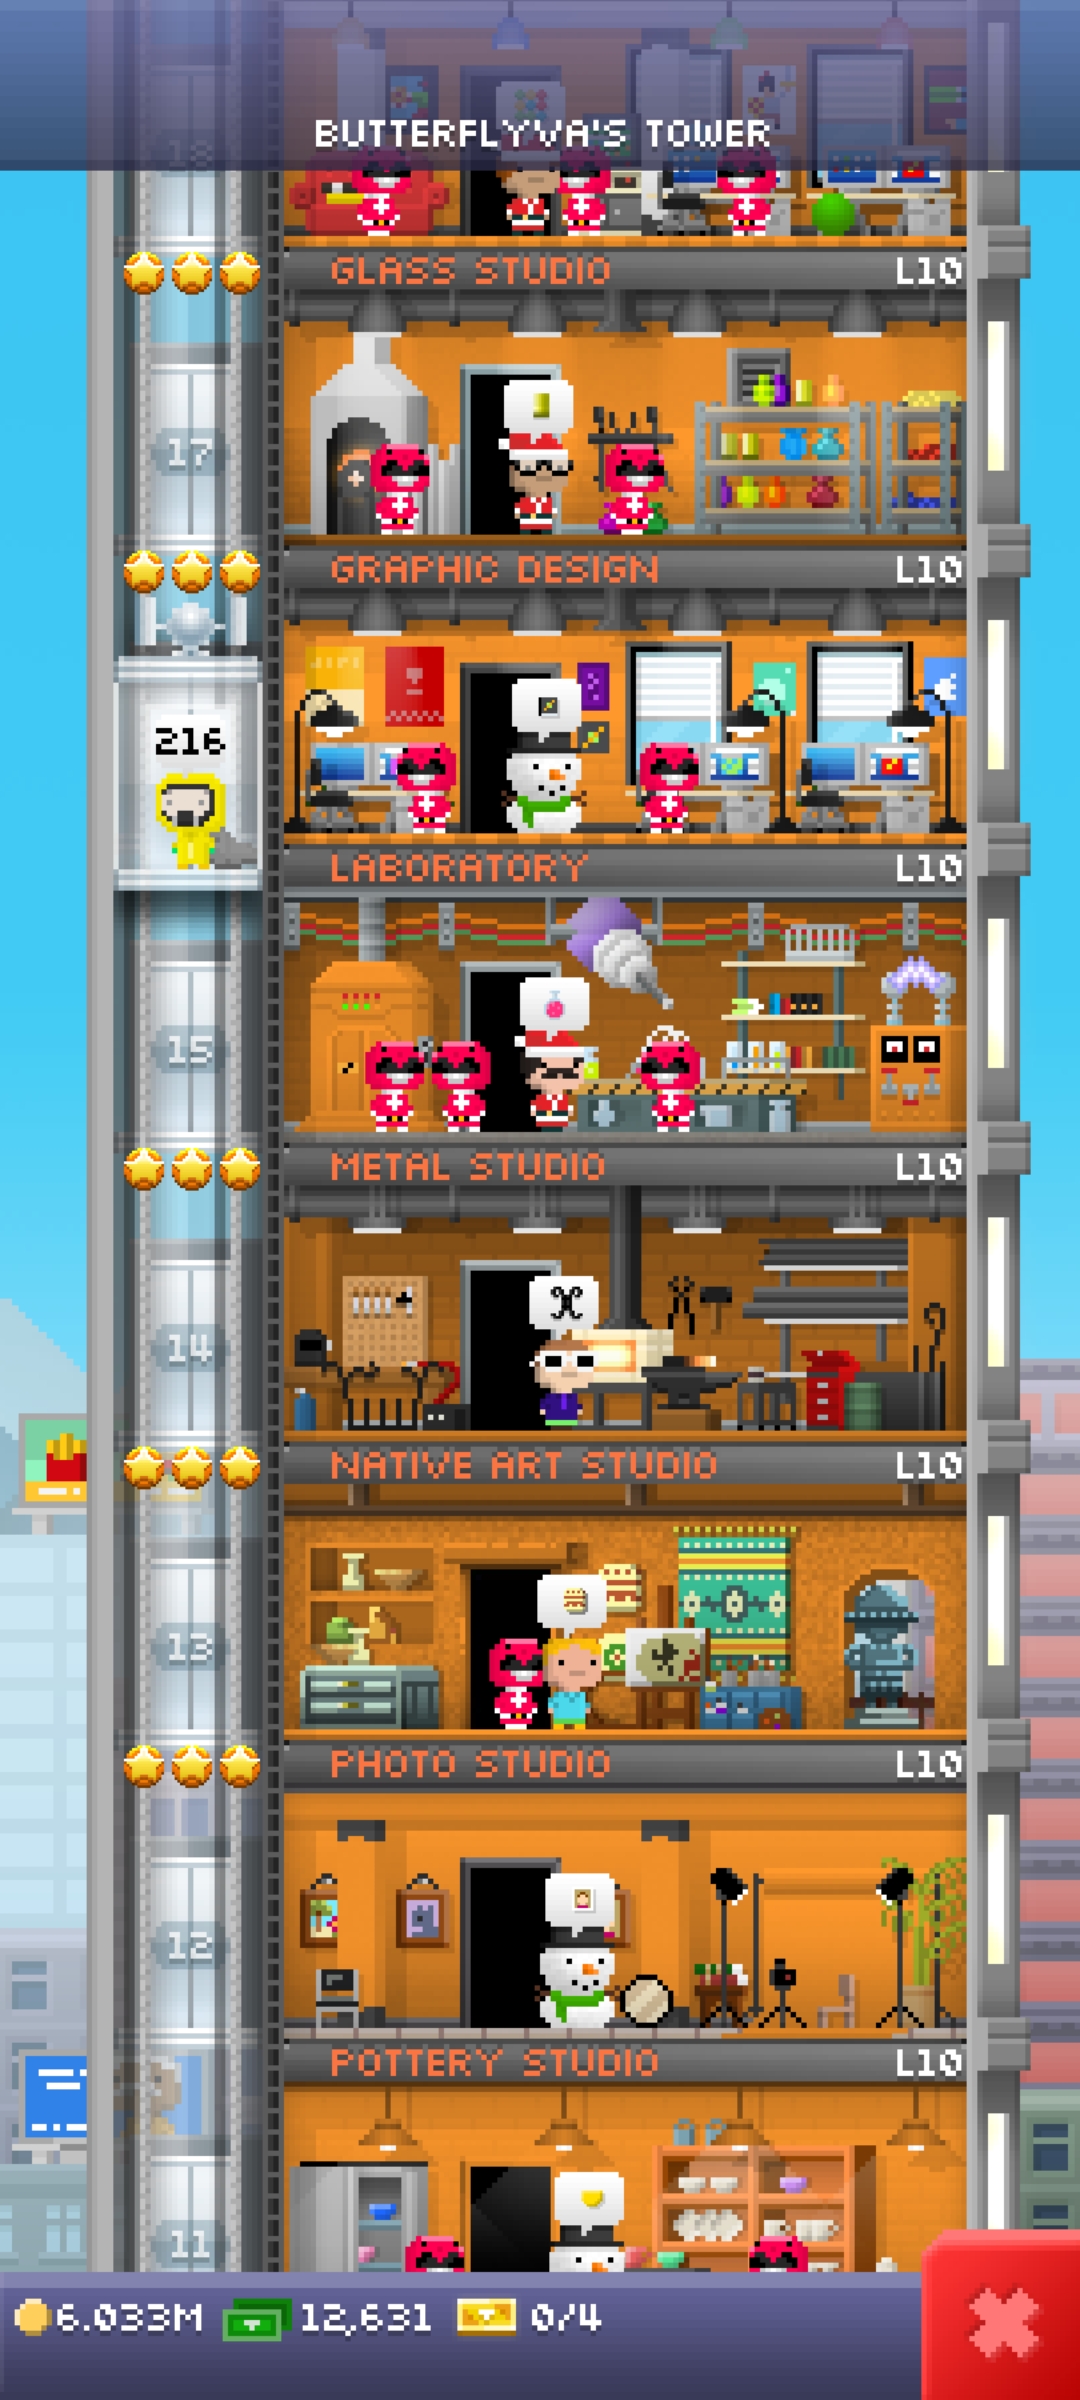 BUTTERFLYVA'S TOWER
18
GLASS STUDIO L10
17
GRAPHIC DESIGN L10
216
LABORATORY L10
15
METAL STUDIO L10
14
NATIVE ART STUDIO L10
13
PHOTO STUDIO L10
12
POTTERY STUDIO L10
11
6.033M 12,631 0/4